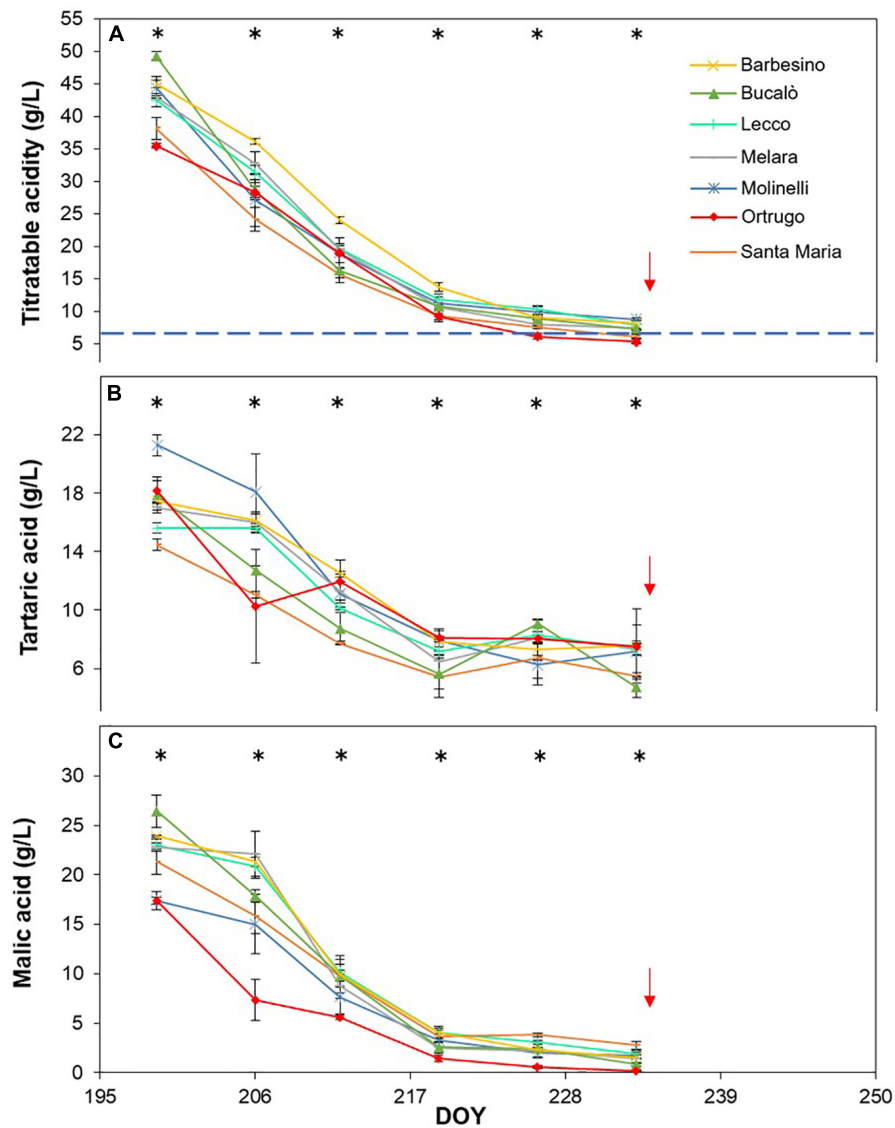 A
* * * * * *
Titratable acidity (g/L)
55
50
45
40
35
30
25
20
15
10
5
Barbesino
Bucalò
Lecco
Melara
Molinelli
Ortrugo
Santa Maria
B
* * * * * *
Tartaric acid (g/L)
22
18
14
10
6
C
* * * * * *
Malic acid (g/L)
30
25
20
15
10
5
0
195 206 217 228 239 250
DOY